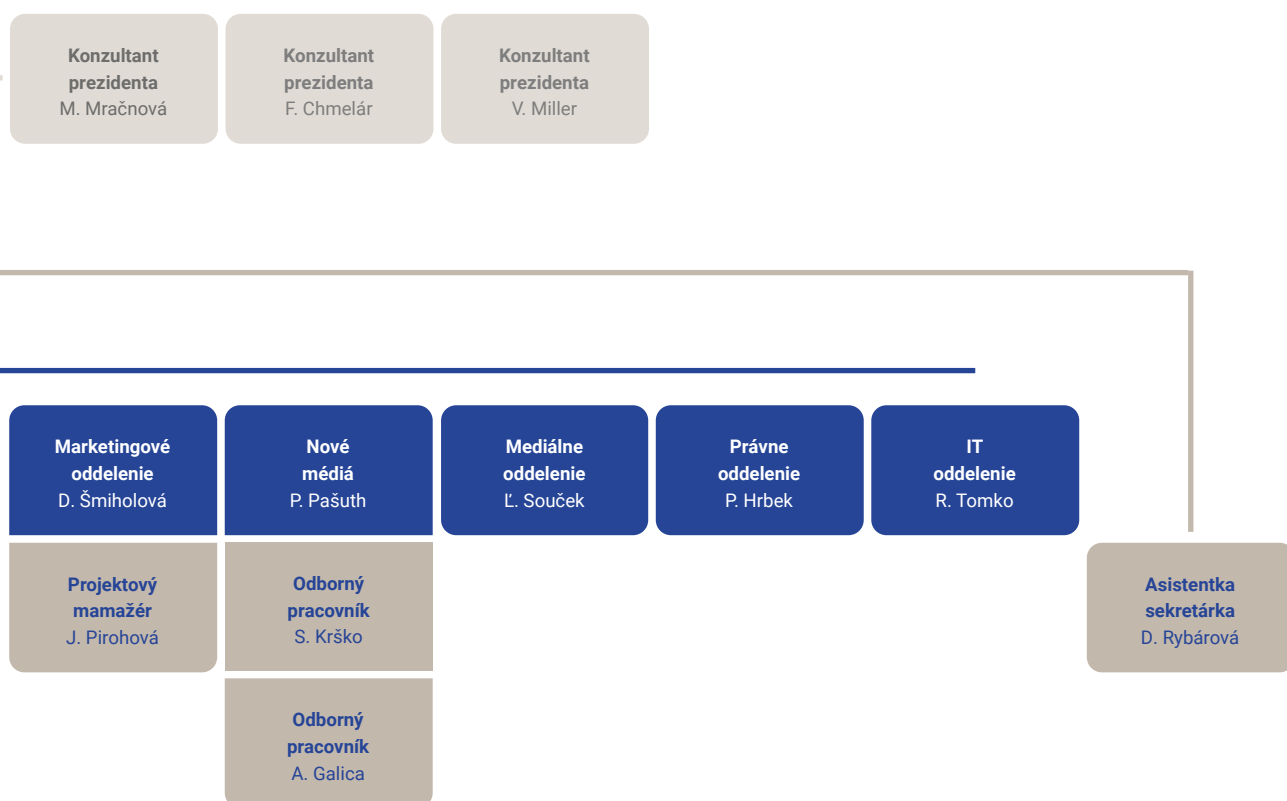 Konzultant
prezidenta
M. Mračnová
Konzultant
prezidenta
F. Chmelár
Konzultant
prezidenta
V. Miller
Marketingové
oddelenie
D. Šmiholová
Nové
médiá
P. Pašuth
Mediálne
oddelenie
Ľ. Souček
Právne
oddelenie
P. Hrbek
IT
oddelenie
R. Tomko
Projektový
mamažér
J. Pirohová
Odborný
pracovník
S. Krško
Asistentka
sekretárka
D. Rybárová
Odborný
pracovník
A. Galica